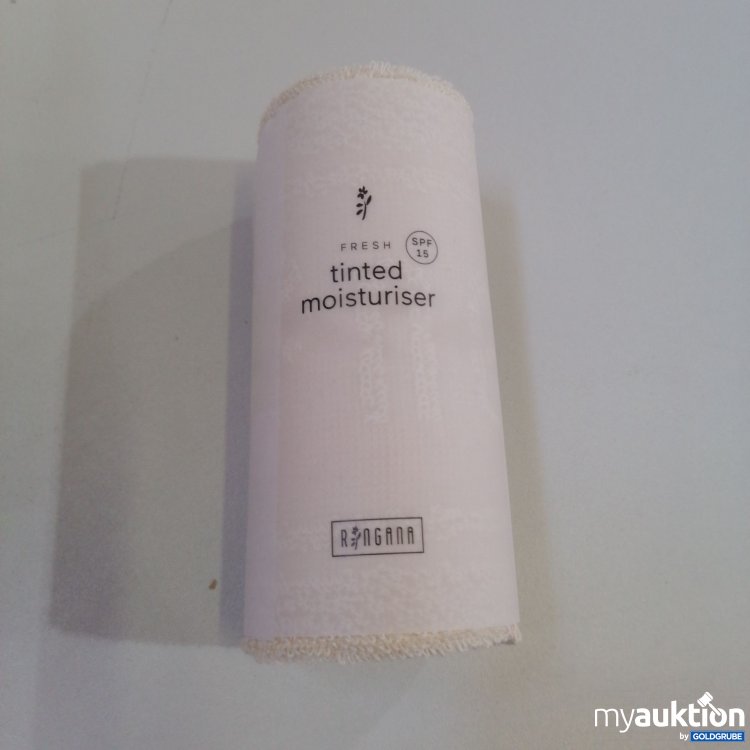 FRESH
SPF
15
tinted
moisturiser
RINGANA
myauktion
by GOLDGRUBE